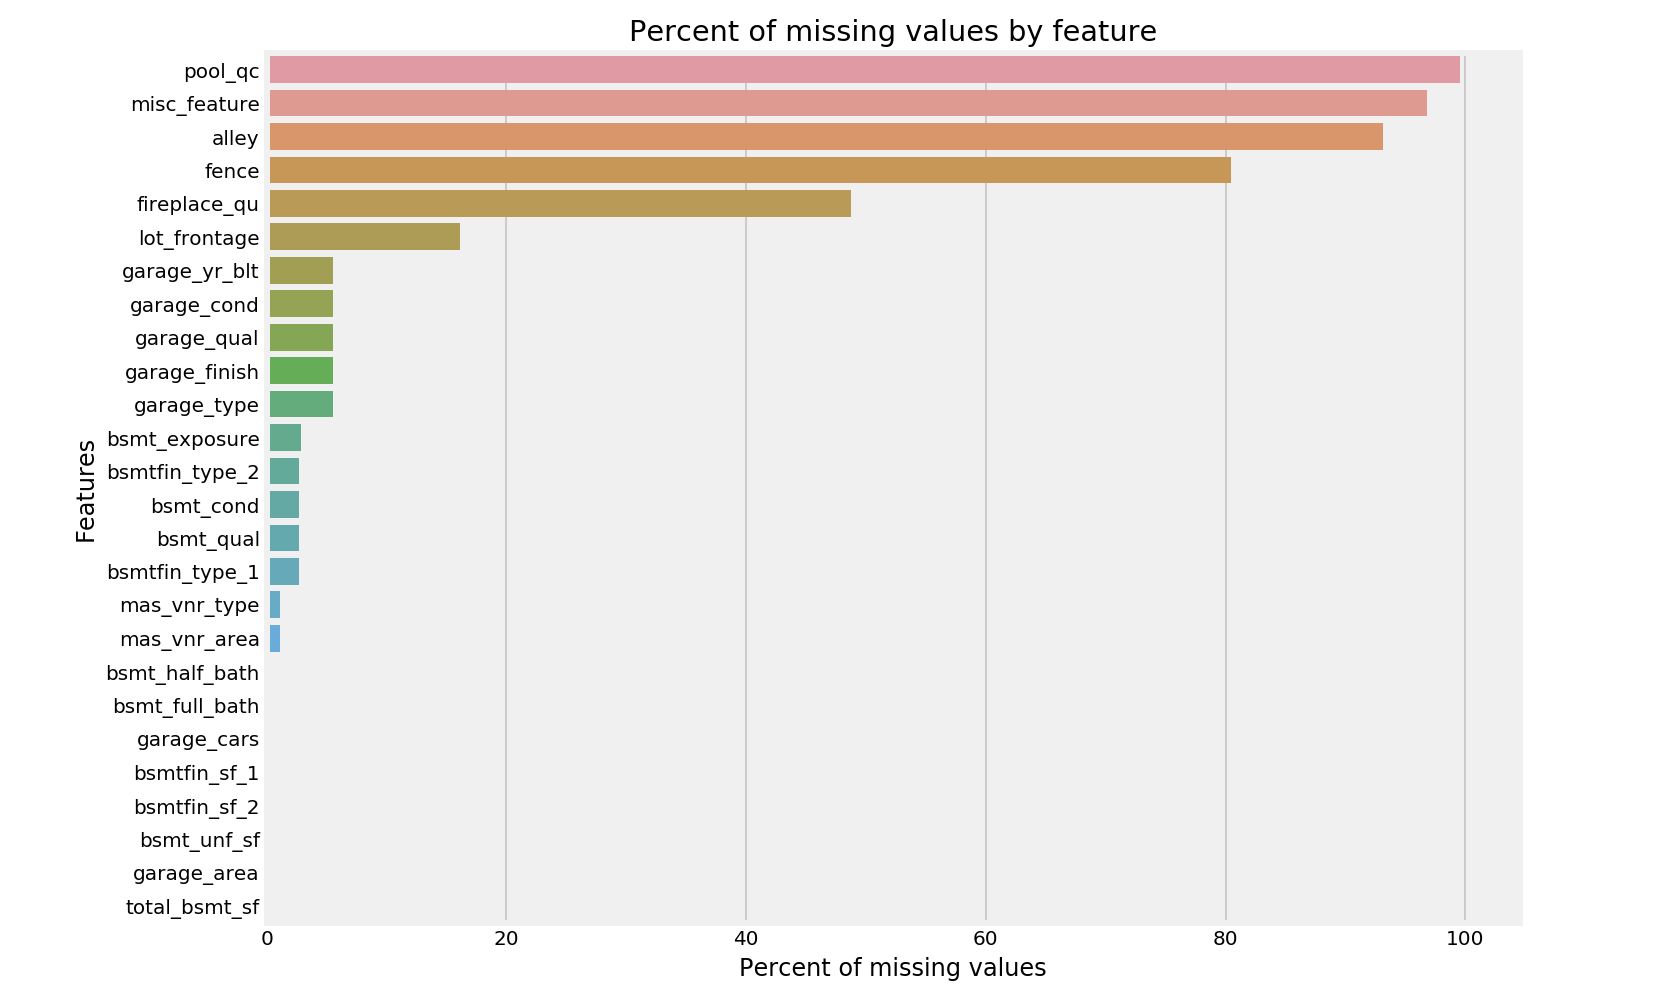 Percent of missing values by feature
pool_qc
misc_feature
alley
fence
fireplace_qu
lot_frontage
garage_yr_blt
garage_cond
garage_qual
garage_finish
garage_type
bsmt_exposure
bsmtfin_type_2
bsmt_cond
bsmt_qual
bsmtfin_type_1
mas_vnr_type
mas_vnr_area
bsmt_half_bath
bsmt_full_bath
garage_cars
bsmtfin_sf_1
bsmtfin_sf_2
bsmt_unf_sf
garage_area
total_bsmt_sf
Features
0 20 40 60 80 100
Percent of missing values